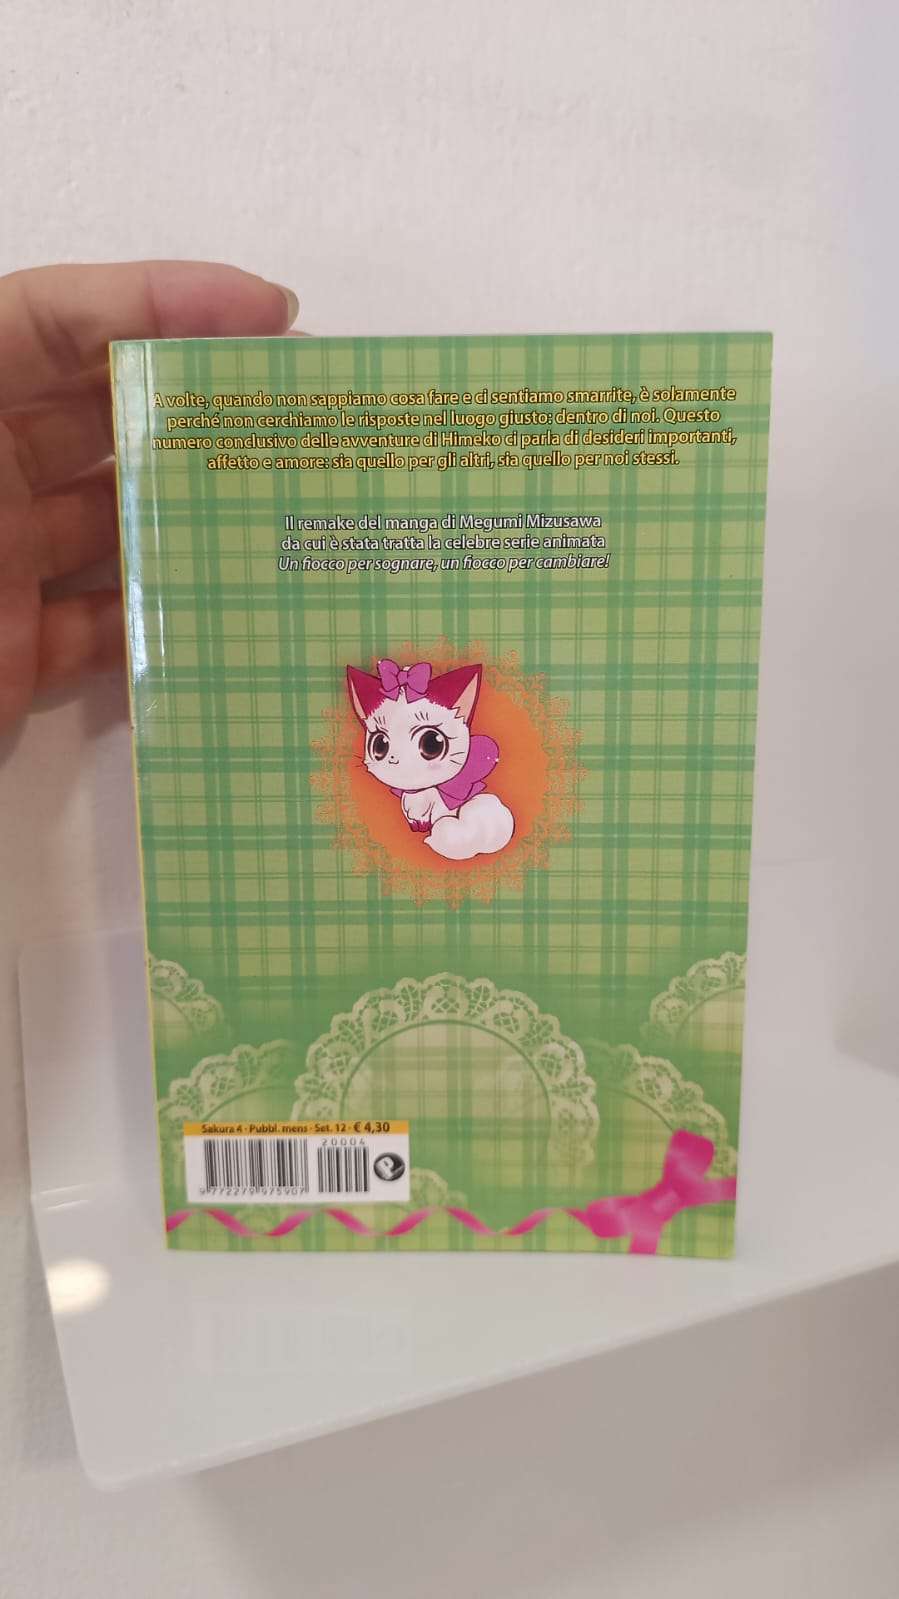 A volte, quando non sappiamo cosa fare e ci sentiamo smarrite, è solamente
perché non cerchiamo le risposte nel luogo giusto: dentro di noi. Questo
numero conclusivo delle avventure di Himeko ci parla di desideri importanti,
affetto e amore: sia quello per gli altri, sia quello per noi stessi.
Il remake del manga di Megumi Mizusawa
da cui è stata tratta la celebre serie animata
Un fiocco per sognare, un fiocco per cambiare!
Sakura 4 · Pubbl. mens · Set. 12 · € 4,30
20004
9 772279 975907
P